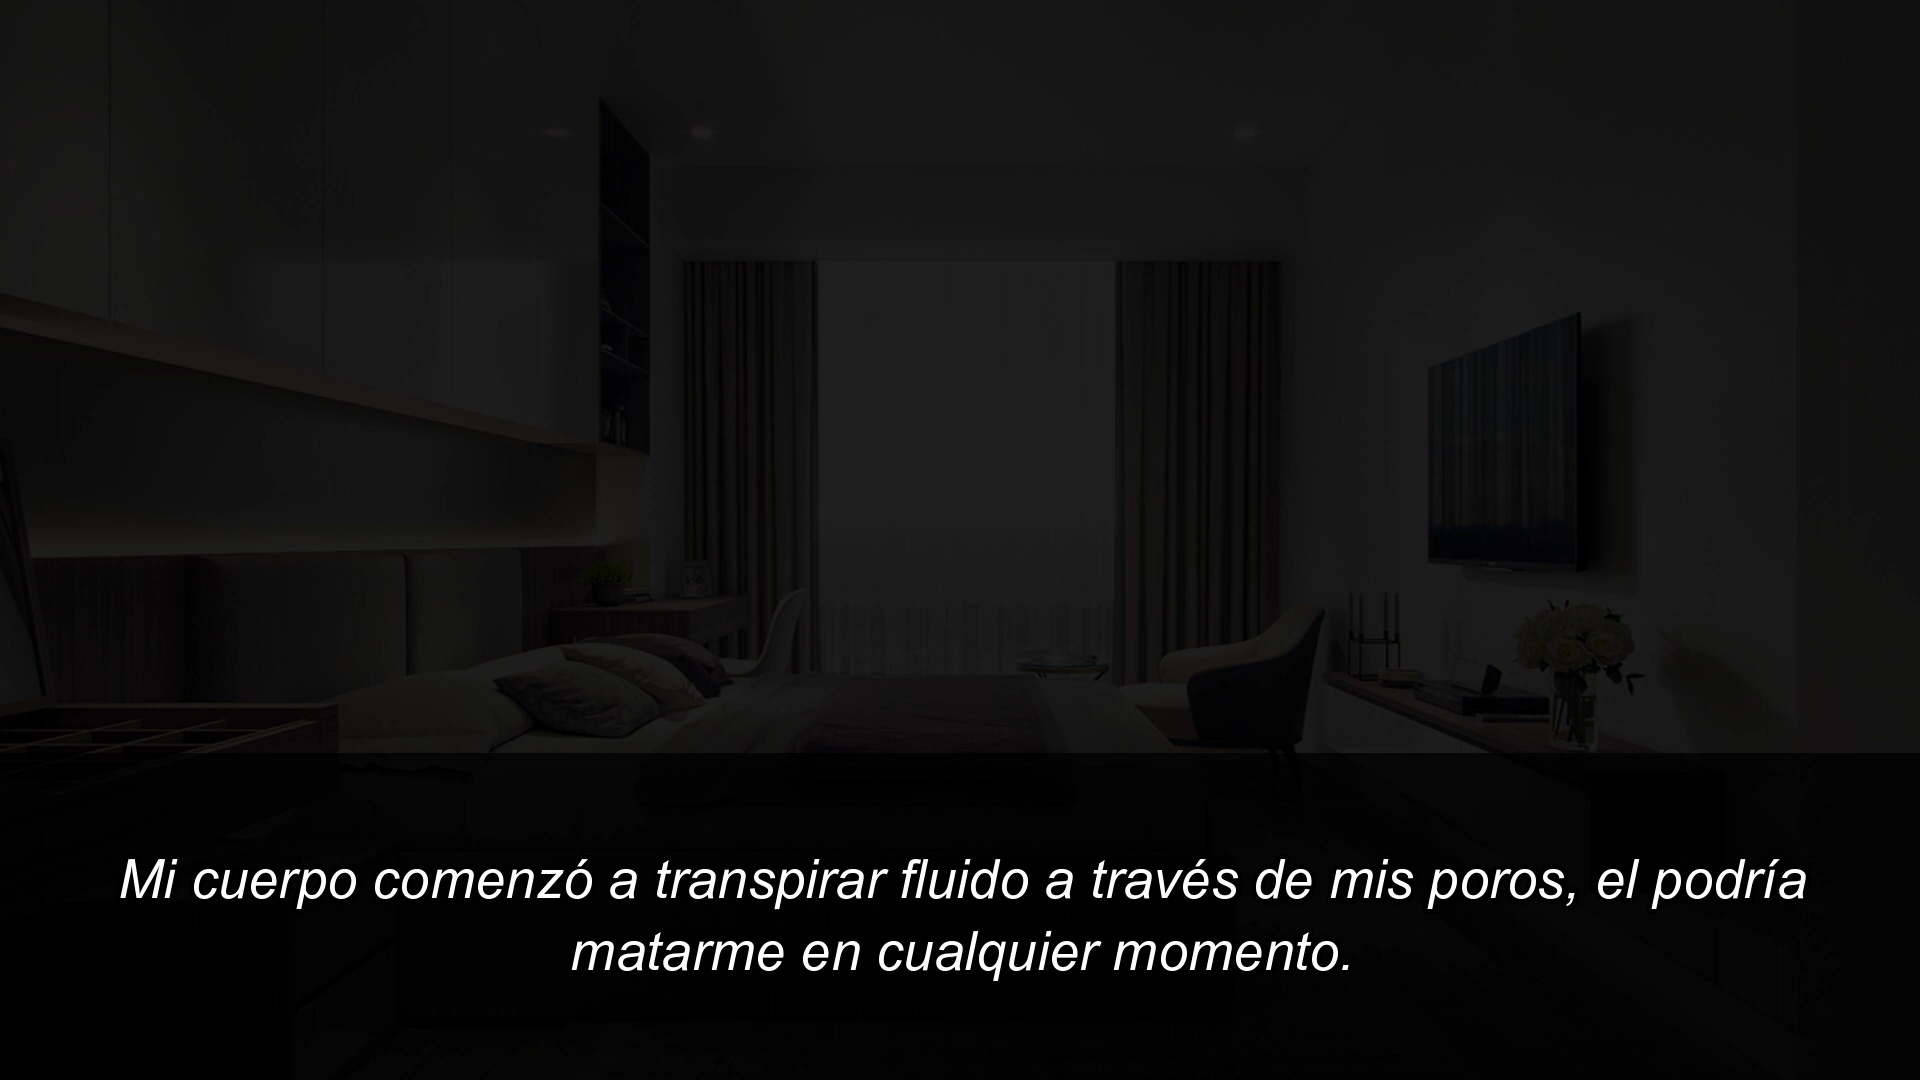 Mi cuerpo comenzó a transpirar fluido a través de mis poros, el podría
matarme en cualquier momento.